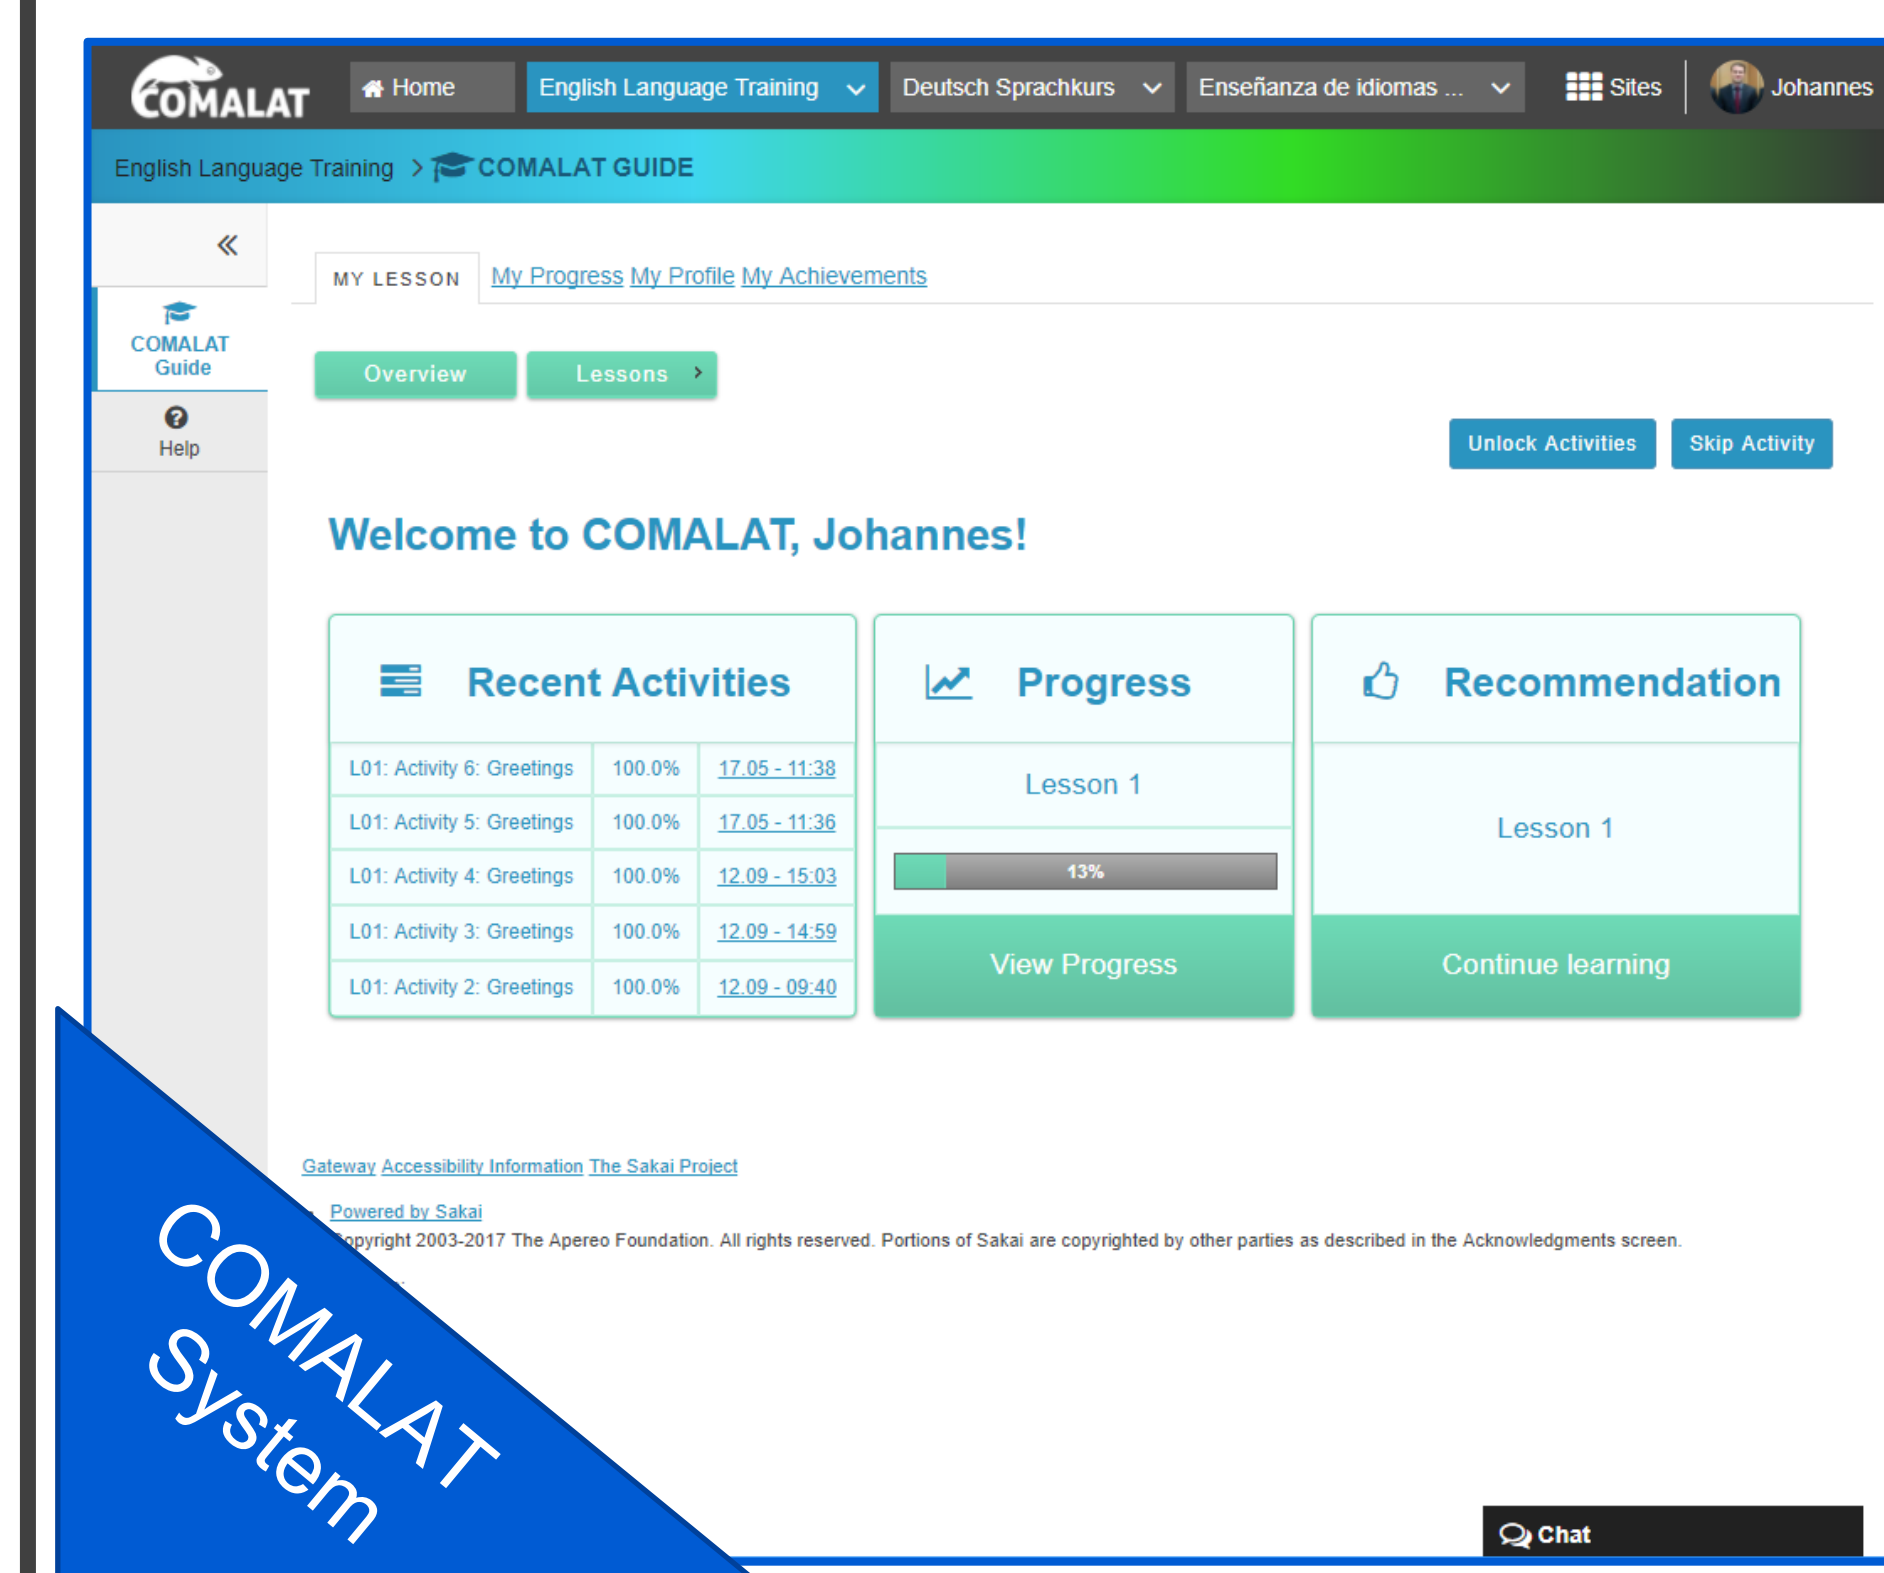 COMALAT
Home
English Language Training
Deutsch Sprachkurs
Enseñanza de idiomas ...
Sites
Johannes
English Language Training > COMALAT GUIDE
MY LESSON
My Progress My Profile My Achievements
COMALAT
Guide
Help
Overview
Lessons
Unlock Activities
Skip Activity
Welcome to COMALAT, Johannes!
Recent Activities
L01: Activity 6: Greetings 100.0% 17.05 - 11:38
L01: Activity 5: Greetings 100.0% 17.05 - 11:36
L01: Activity 4: Greetings 100.0% 12.09 - 15:03
L01: Activity 3: Greetings 100.0% 12.09 - 14:59
L01: Activity 2: Greetings 100.0% 12.09 - 09:40
Progress
Lesson 1
13%
View Progress
Recommendation
Lesson 1
Continue learning
Gateway Accessibility Information The Sakai Project
Powered by Sakai
Copyright 2003-2017 The Apereo Foundation. All rights reserved. Portions of Sakai are copyrighted by other parties as described in the Acknowledgments screen.
COMALAT
System
Chat